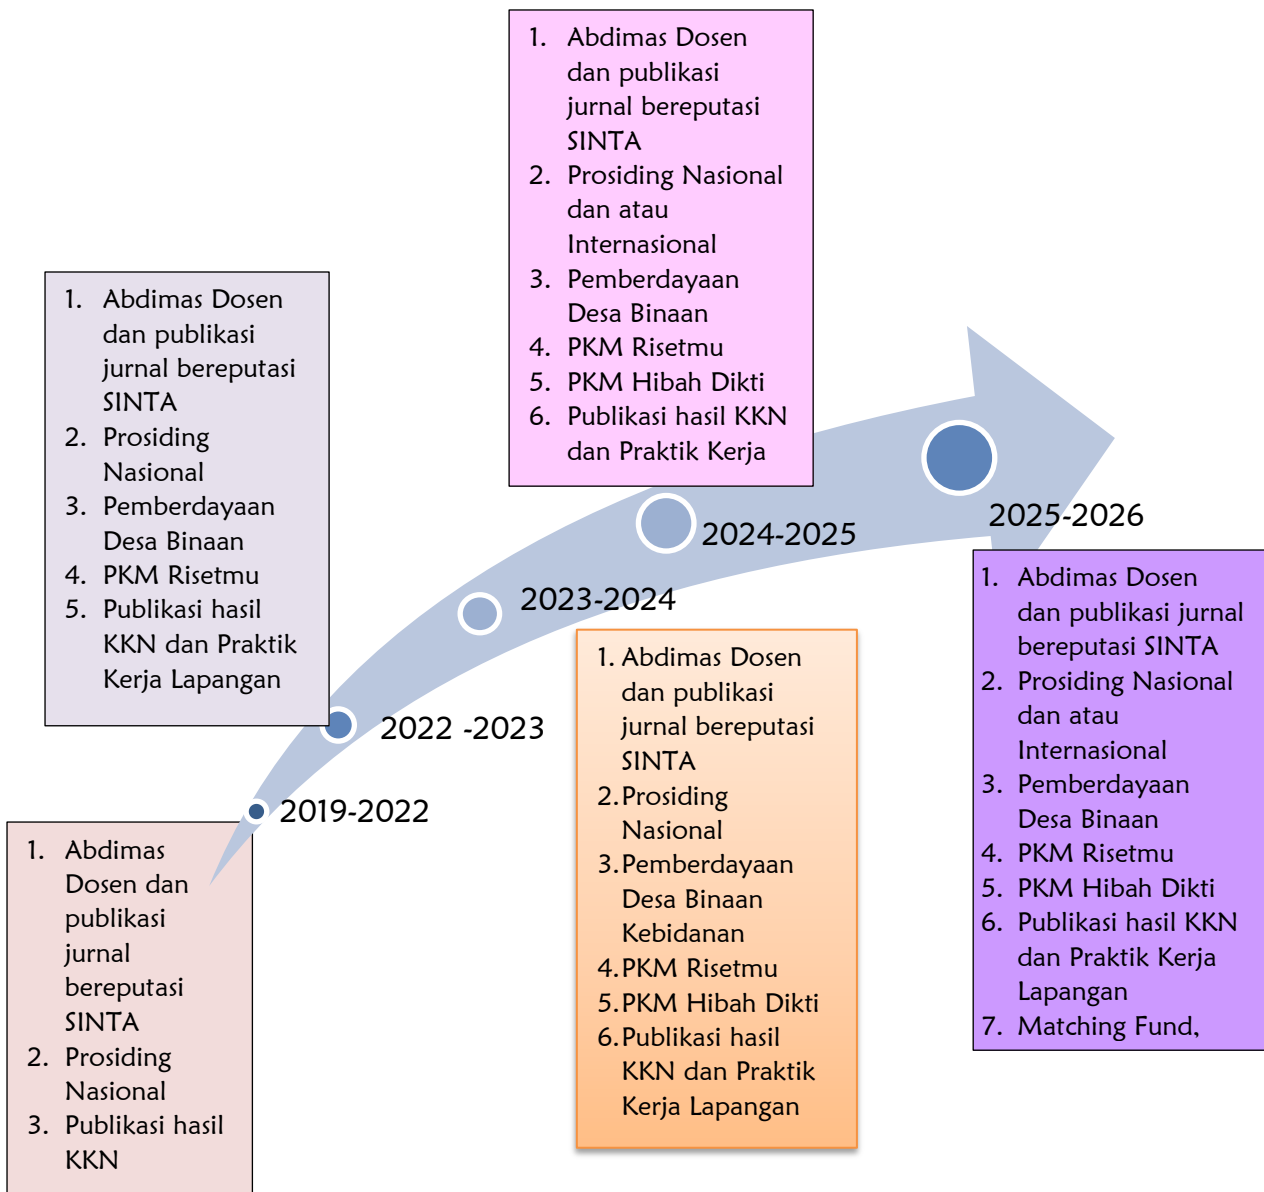 1. Abdimas Dosen
dan publikasi
jurnal bereputasi
SINTA
2. Prosiding Nasional
dan atau
Internasional
3. Pemberdayaan
Desa Binaan
4. PKM Risetmu
5. PKM Hibah Dikti
6. Publikasi hasil KKN
dan Praktik Kerja
1. Abdimas Dosen
dan publikasi
jurnal bereputasi
SINTA
2. Prosiding
Nasional
3. Pemberdayaan
Desa Binaan
4. PKM Risetmu
5. Publikasi hasil
KKN dan Praktik
Kerja Lapangan
2025-2026
2024-2025
2023-2024
2022 -2023
2019-2022
1. Abdimas Dosen
dan publikasi jurnal
bereputasi SINTA
2. Prosiding Nasional
dan atau
Internasional
3. Pemberdayaan
Desa Binaan
4. PKM Risetmu
5. PKM Hibah Dikti
6. Publikasi hasil KKN
dan Praktik Kerja
Lapangan
7. Matching Fund,
1. Abdimas Dosen
dan publikasi
jurnal bereputasi
SINTA
2. Prosiding
Nasional
3. Pemberdayaan
Desa Binaan
Kebidanan
4. PKM Risetmu
5. PKM Hibah Dikti
6. Publikasi hasil
KKN dan Praktik
Kerja Lapangan
1. Abdimas
Dosen dan
publikasi
jurnal
bereputasi
SINTA
2. Prosiding
Nasional
3. Publikasi hasil
KKN